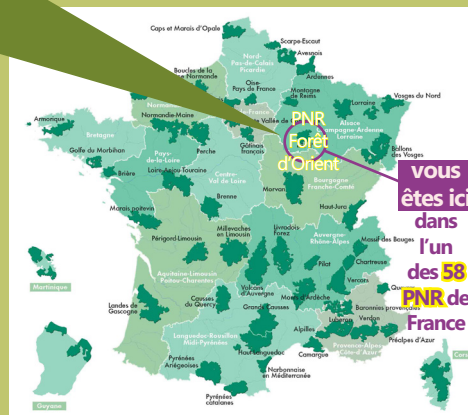 Caps et Marais d'Opale
Scarpe-Escaut
Avesnois
Nord-
Pas-de-Calais
Picardie
Ardennes
Boucles de la
Oise-
Pays de France
Montagne
de Reims
Vosges du Nord
Lorraine
Normandie-Maine
PNR
Forêt
d'Orient
Alsace
Lorraine
Armorique
Bretagne
Perche
Gâtinais
français
Ballons
des Vosges
Golfe du Morbihan
Pays-
de-la-Loire
Loire-Anjou-Touraine
Centre-
Val de Loire
Morvan
Bourgogne
Franche-Comté
Brière
Brenne
Haut-Jura
Marais poitevin
vous
êtes ici
dans
l'un
des 58
PNR de
France
Millevaches
en Limousin
Livradois-
Forez
Auvergne-
Rhône-Alpes
Massif des Bauges
Périgord-Limousin
Pilat
Chartreuse
Aquitaine-Limousin
Poitou-Charentes
Volcans
d'Auvergne
Vercors
Martinique
Landes de
Gascogne
Causses
du Quercy
Monts d'Ardèche
Grands Causses
Baronnies provençales
Luberon
Verdon
Alpilles
Préalpes d'Azur
Languedoc-Roussillon
Midi-Pyrénées
Provence-Alpes-
Côte-d'Azur
Haut-Languedoc
Camargue
Pyrénées
Ariégeoises
Narbonnaise
en Méditerranée
Guyane
Pyrénées
catalanes